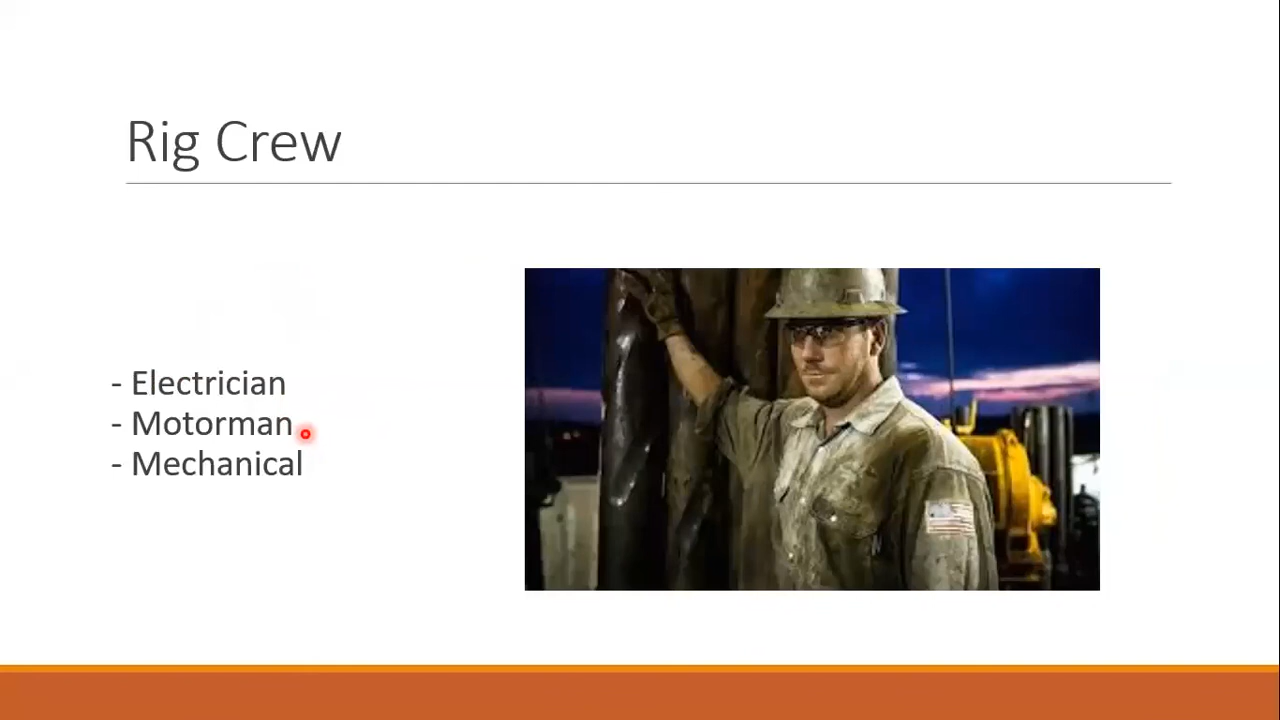 Rig Crew
- Electrician
- Motorman
- Mechanical